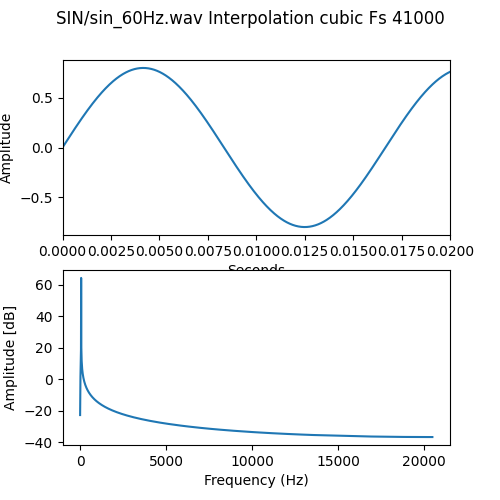 SIN/sin_60Hz.wav Interpolation cubic Fs 41000
Amplitude
0.5
0.0
−0.5
0.0000 0.0025 0.0050 0.0075 0.0100 0.0125 0.0150 0.0175 0.0200
Seconds
Amplitude [dB]
60
40
20
0
−20
−40
0 5000 10000 15000 20000
Frequency (Hz)